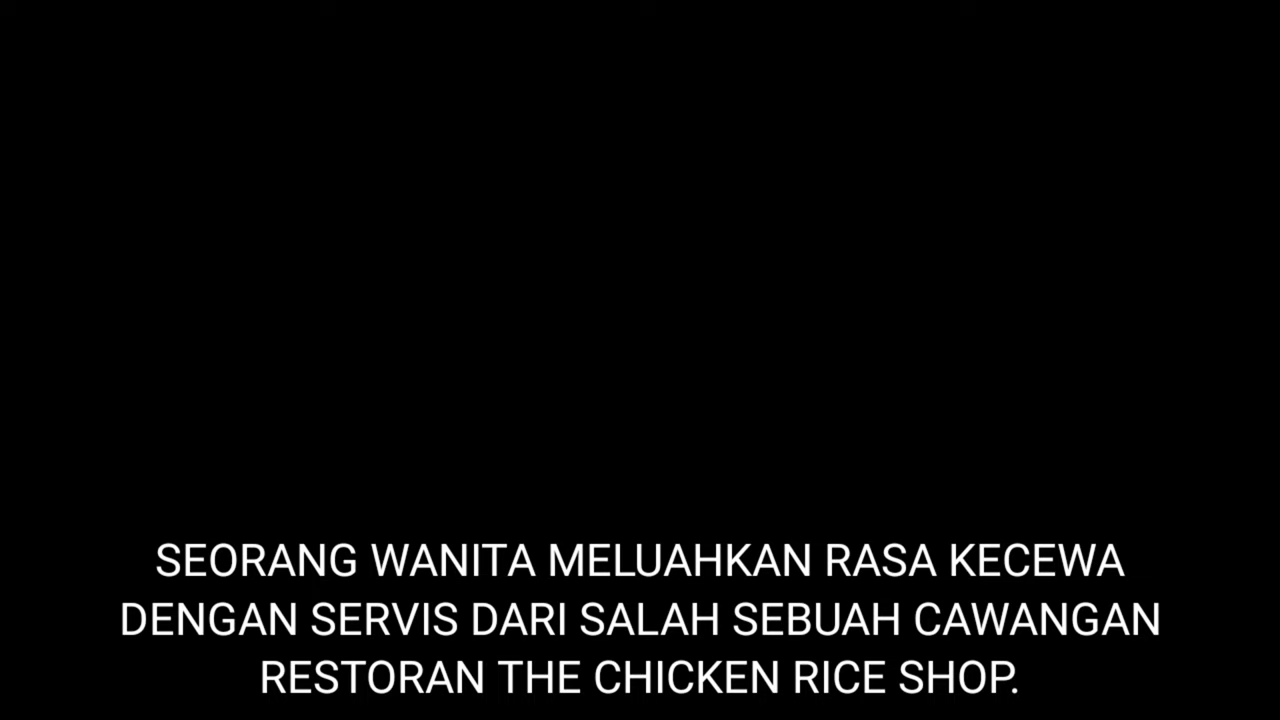 SEORANG WANITA MELUAHKAN RASA KECEWA
DENGAN SERVIS DARI SALAH SEBUAH CAWANGAN
RESTORAN THE CHICKEN RICE SHOP.